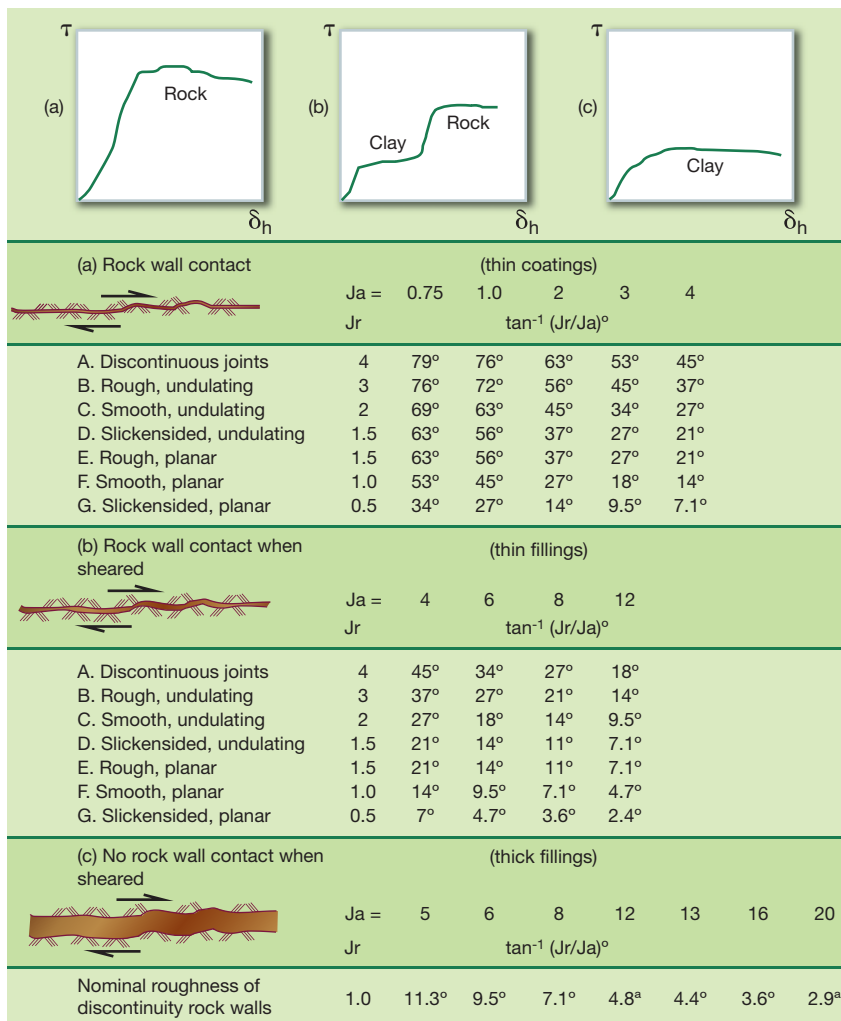 τ τ τ
(a) Rock (b) Clay Rock (c) Clay
δh δh δh
(a) Rock wall contact (thin coatings)
Ja = 0.75 1.0 2 3 4
Jr tan-1 (Jr/Ja)º
A. Discontinuous joints 4 79º 76º 63º 53º 45º
B. Rough, undulating 3 76º 72º 56º 45º 37º
C. Smooth, undulating 2 69º 63º 45º 34º 27º
D. Slickensided, undulating 1.5 63º 56º 37º 27º 21º
E. Rough, planar 1.5 63º 56º 37º 27º 21º
F. Smooth, planar 1.0 53º 45º 27º 18º 14º
G. Slickensided, planar 0.5 34º 27º 14º 9.5º 7.1º
(b) Rock wall contact when (thin fillings)
sheared
Ja = 4 6 8 12
Jr tan-1 (Jr/Ja)º
A. Discontinuous joints 4 45º 34º 27º 18º
B. Rough, undulating 3 37º 27º 21º 14º
C. Smooth, undulating 2 27º 18º 14º 9.5º
D. Slickensided, undulating 1.5 21º 14º 11º 7.1º
E. Rough, planar 1.5 21º 14º 11º 7.1º
F. Smooth, planar 1.0 14º 9.5º 7.1º 4.7º
G. Slickensided, planar 0.5 7º 4.7º 3.6º 2.4º
(c) No rock wall contact when (thick fillings)
sheared
Ja = 5 6 8 12 13 16 20
Jr tan-1 (Jr/Ja)º
Nominal roughness of
discontinuity rock walls 1.0 11.3º 9.5º 7.1º 4.8ª 4.4º 3.6º 2.9ª